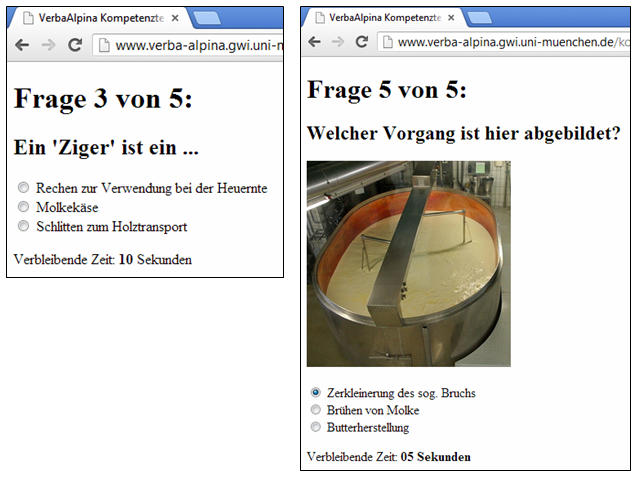 VerbaAlpina Kompetenzte
www.verba-alpina.gwi.uni-m
Frage 3 von 5:
Ein 'Ziger' ist ein ...
Rechen zur Verwendung bei der Heuernte
Molkekäse
Schlitten zum Holztransport
Verbleibende Zeit: 10 Sekunden
VerbaAlpina Kompetenzte
www.verba-alpina.gwi.uni-muenchen.de/ko
Frage 5 von 5:
Welcher Vorgang ist hier abgebildet?
Zerkleinerung des sog. Bruchs
Brühen von Molke
Butterherstellung
Verbleibende Zeit: 05 Sekunden